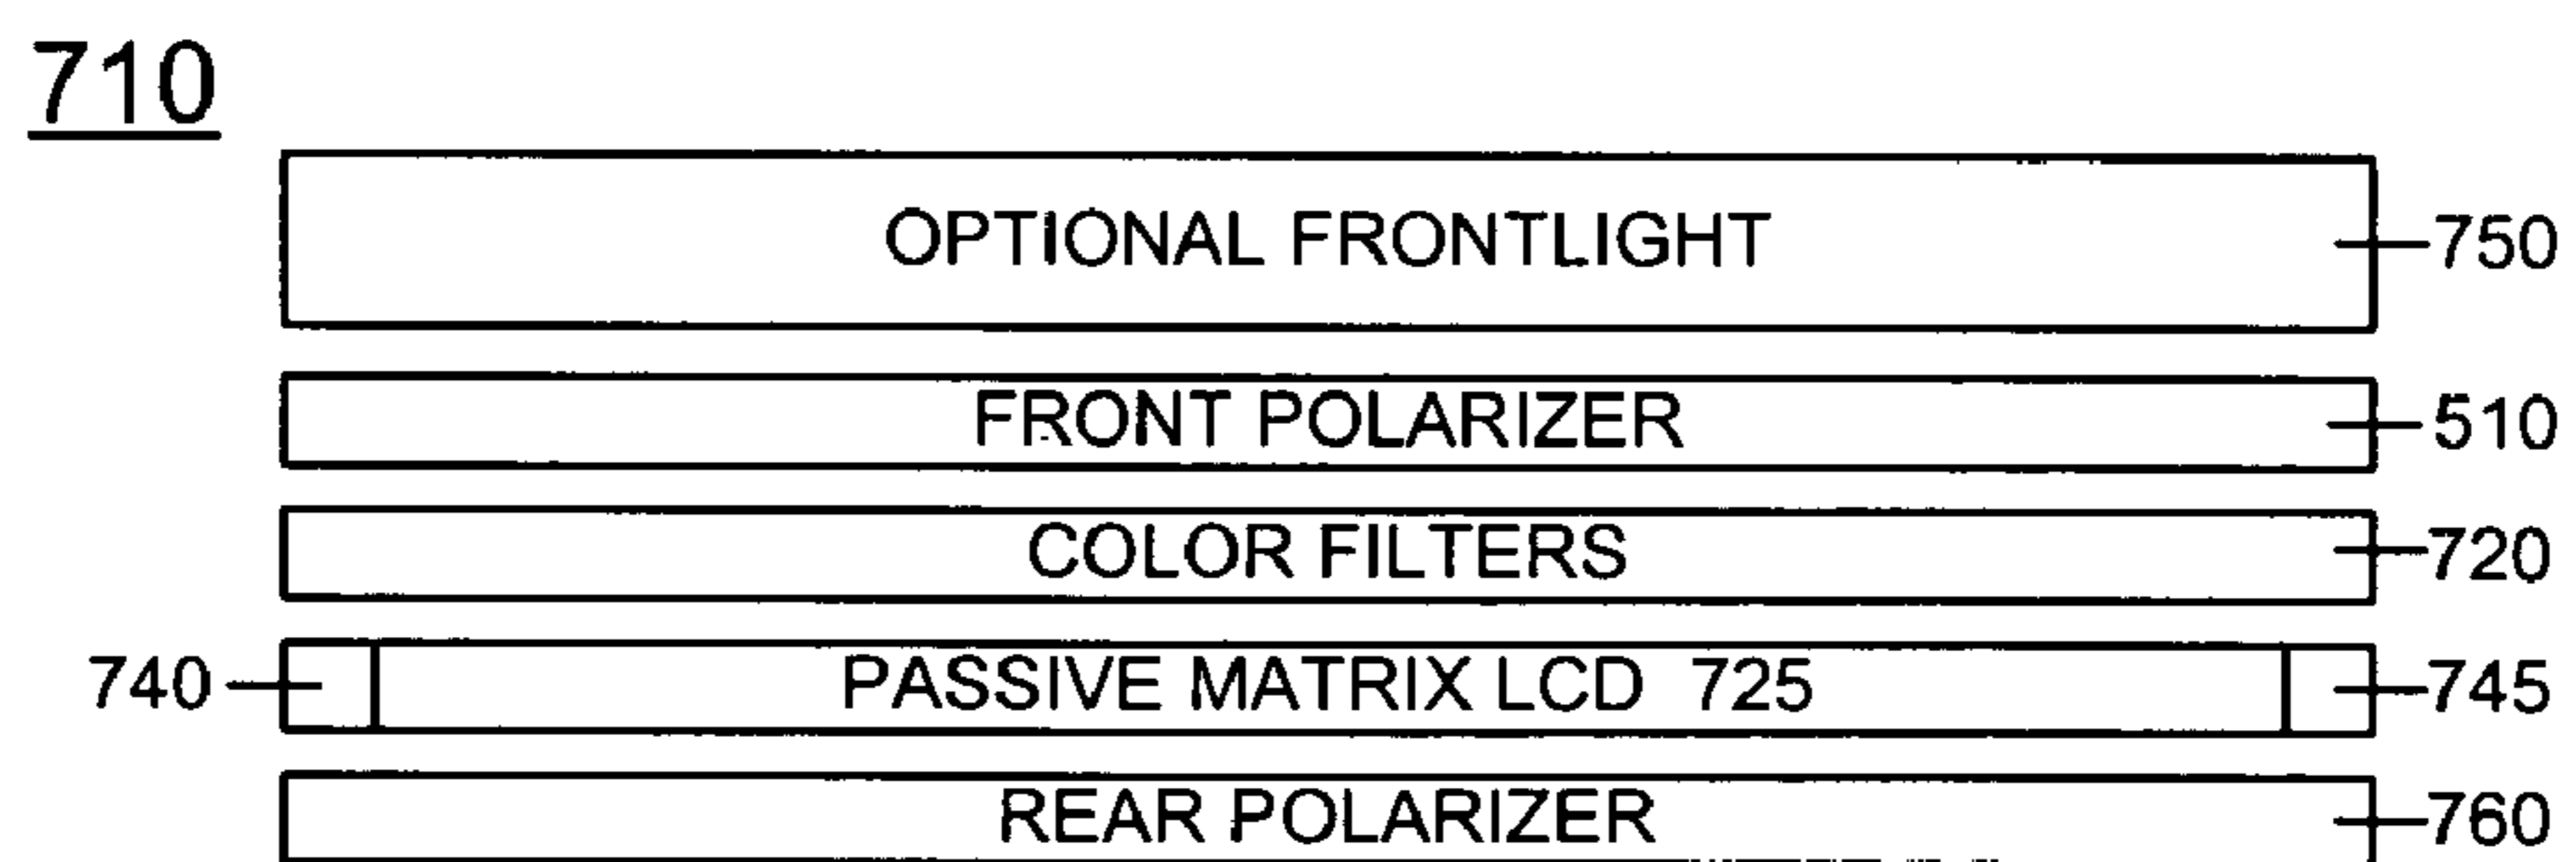 710
OPTIONAL FRONTLIGHT 750
FRONT POLARIZER 510
COLOR FILTERS 720
740 PASSIVE MATRIX LCD 725 745
REAR POLARIZER 760